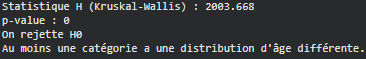 Statistique H (Kruskal-Wallis) : 2003.668
p-value : 0
On rejette H0
Au moins une catégorie a une distribution d'âge différente.